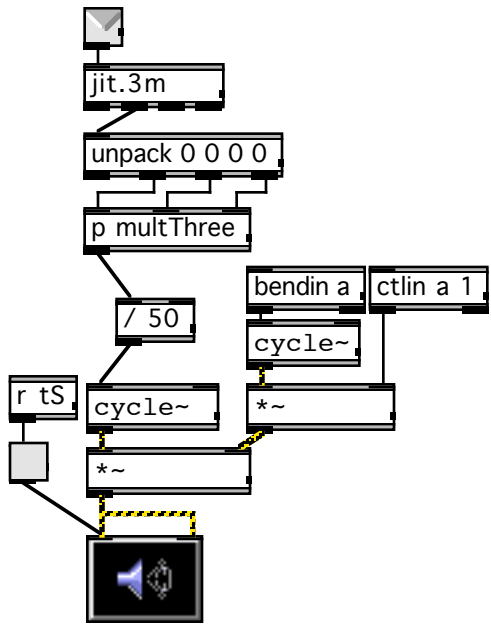 jit.3m
unpack 0 0 0 0
p multThree
bendin a
ctlin a 1
/ 50
cycle~
r tS
cycle~
*~
*~